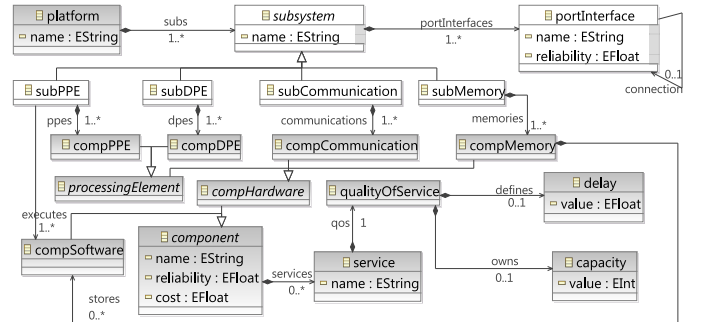 platform
name : EString
subs
1..*
subsystem
name : EString
portInterfaces
1..*
portInterface
name : EString
reliability : EFloat
0..1
connection
subPPE
subDPE
subCommunication
subMemory
ppes
1..*
dpes
1..*
communications
1..*
memories
1..*
compPPE
compDPE
compCommunication
compMemory
processingElement
compHardware
qualityOfService
defines
0..1
delay
value : EFloat
executes
1..*
qos
1
compSoftware
component
name : EString
reliability : EFloat
cost : EFloat
services
0..*
service
name : EString
owns
0..1
capacity
value : EInt
stores
0..*